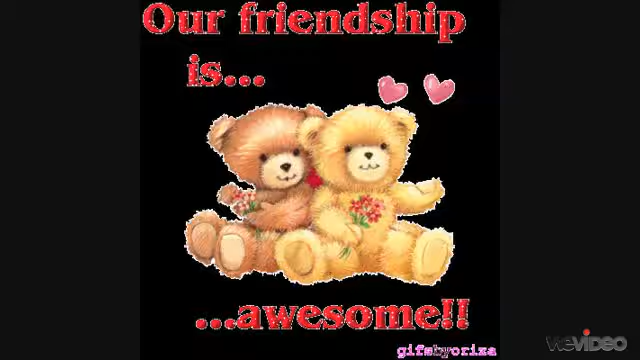 Our friendship
is...
...awesome!!
gifsbyoriza
WEVIDEO